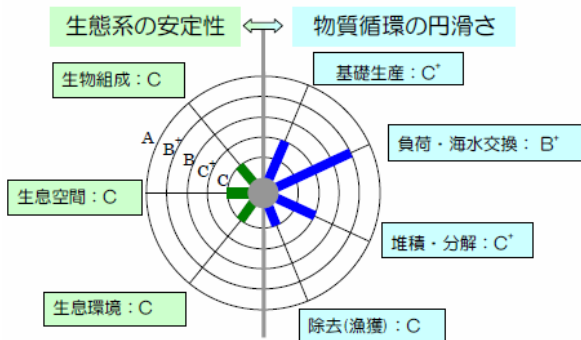 生態系の安定性
物質循環の円滑さ
生物組成：C
基礎生産：C⁺
A
B⁺
B
C⁺
C
負荷・海水交換： B⁺
生息空間：C
堆積・分解：C⁺
生息環境：C
除去(漁獲)：C